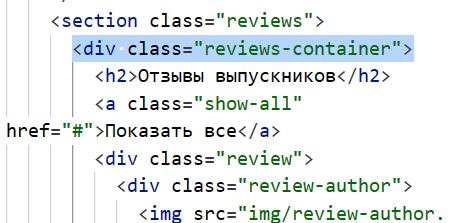 <section class="reviews">
<div class="reviews-container">
<h2>Отзывы выпускников</h2>
<a class="show-all"
href="#">Показать все</a>
<div class="review">
<div class="review-author">
<img src="img/review-author.